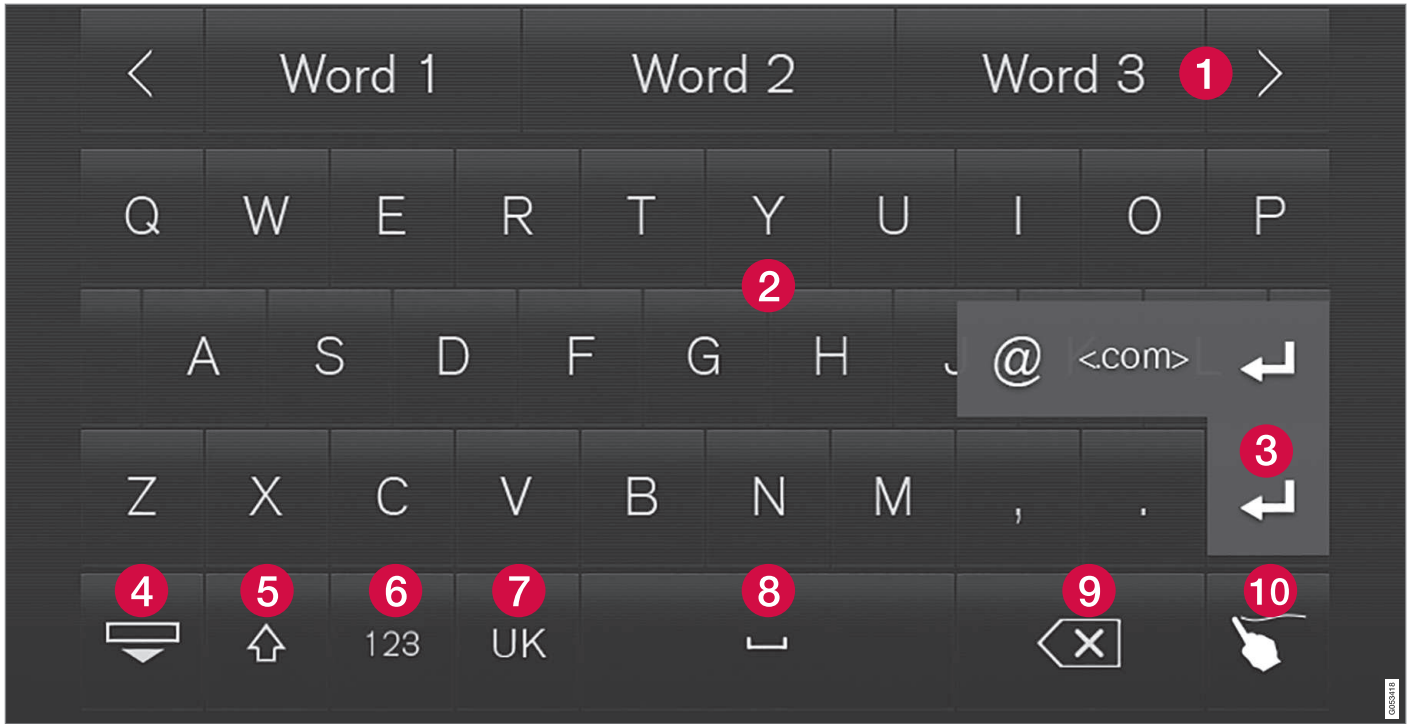 Word 1 Word 2 Word 3 1
Q W E R T Y U I O P
2
A S D F G H J @ K <.com> L
3
Z X C V B N M , .
4 5 6 7 8 9 10
123 UK
G053418